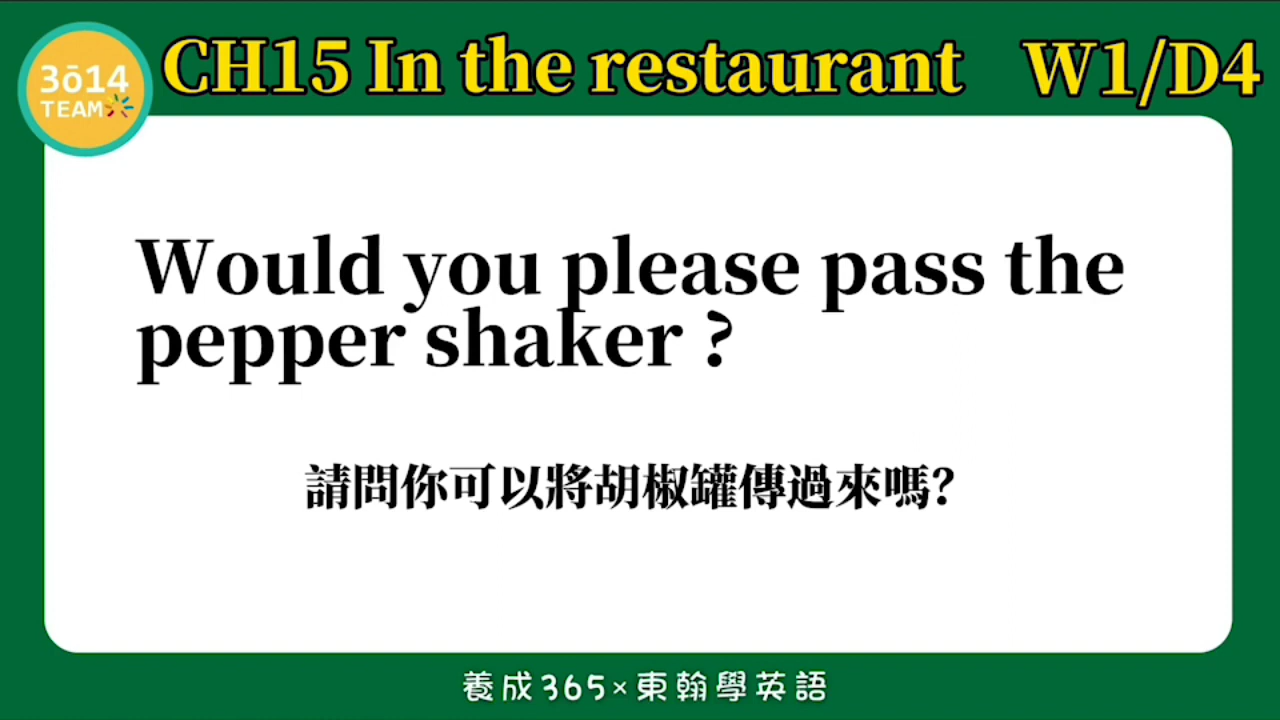 3ō14
TEAM
CH15 In the restaurant W1/D4
Would you please pass the
pepper shaker ?
請問你可以將胡椒罐傳過來嗎?
養成365×東翰學英語